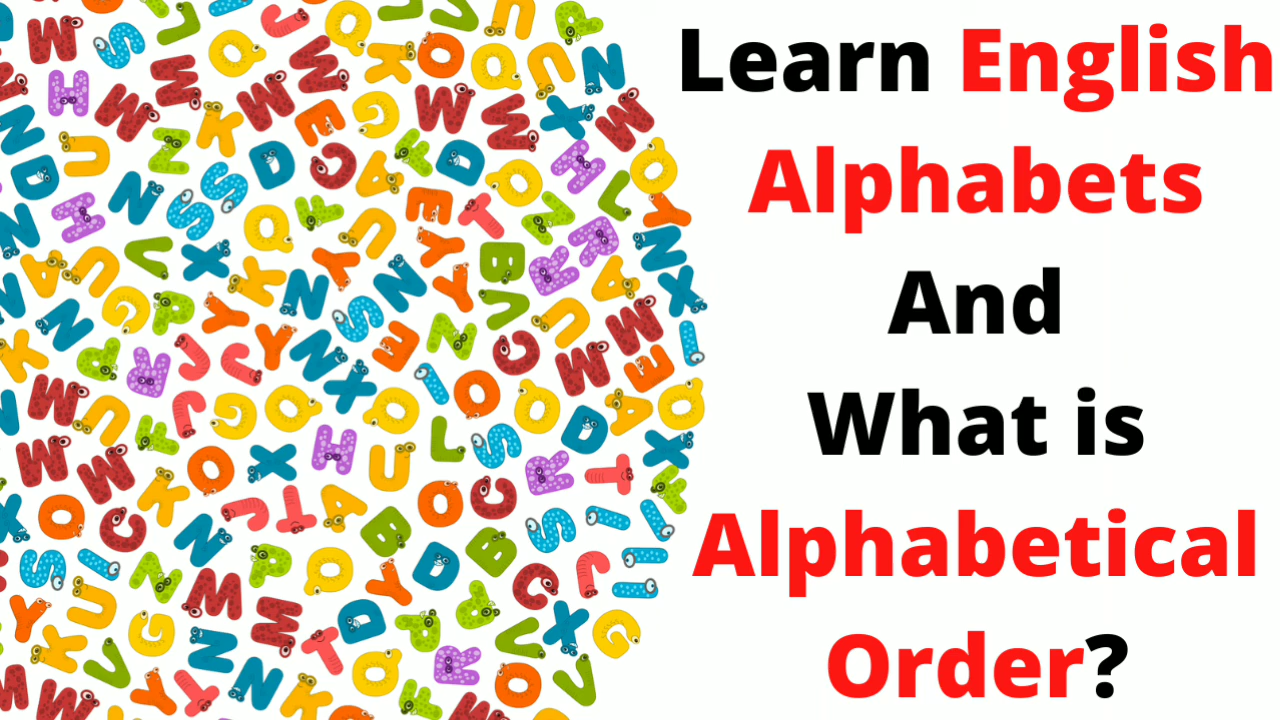 Learn English
Alphabets
And
What is
Alphabetical
Order?